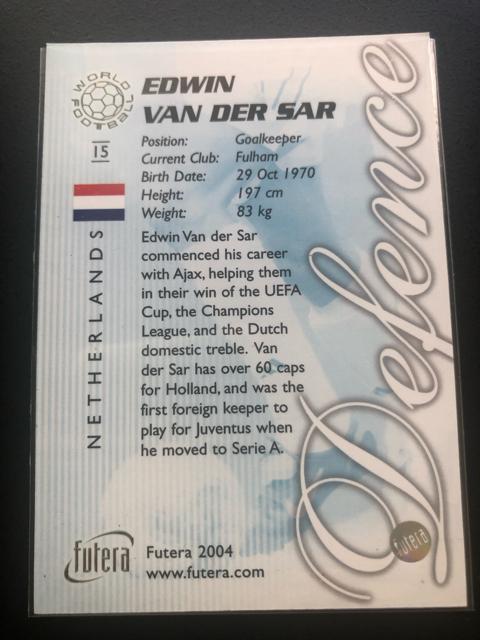 WORLD FOOTBALL
15
NETHERLANDS
EDWIN
VAN DER SAR
Position: Goalkeeper
Current Club: Fulham
Birth Date: 29 Oct 1970
Height: 197 cm
Weight: 83 kg
Edwin Van der Sar
commenced his career
with Ajax, helping them
in their win of the UEFA
Cup, the Champions
League, and the Dutch
domestic treble. Van
der Sar has over 60 caps
for Holland, and was the
first foreign keeper to
play for Juventus when
he moved to Serie A.
Defence
futera
Futera 2004
www.futera.com
futera